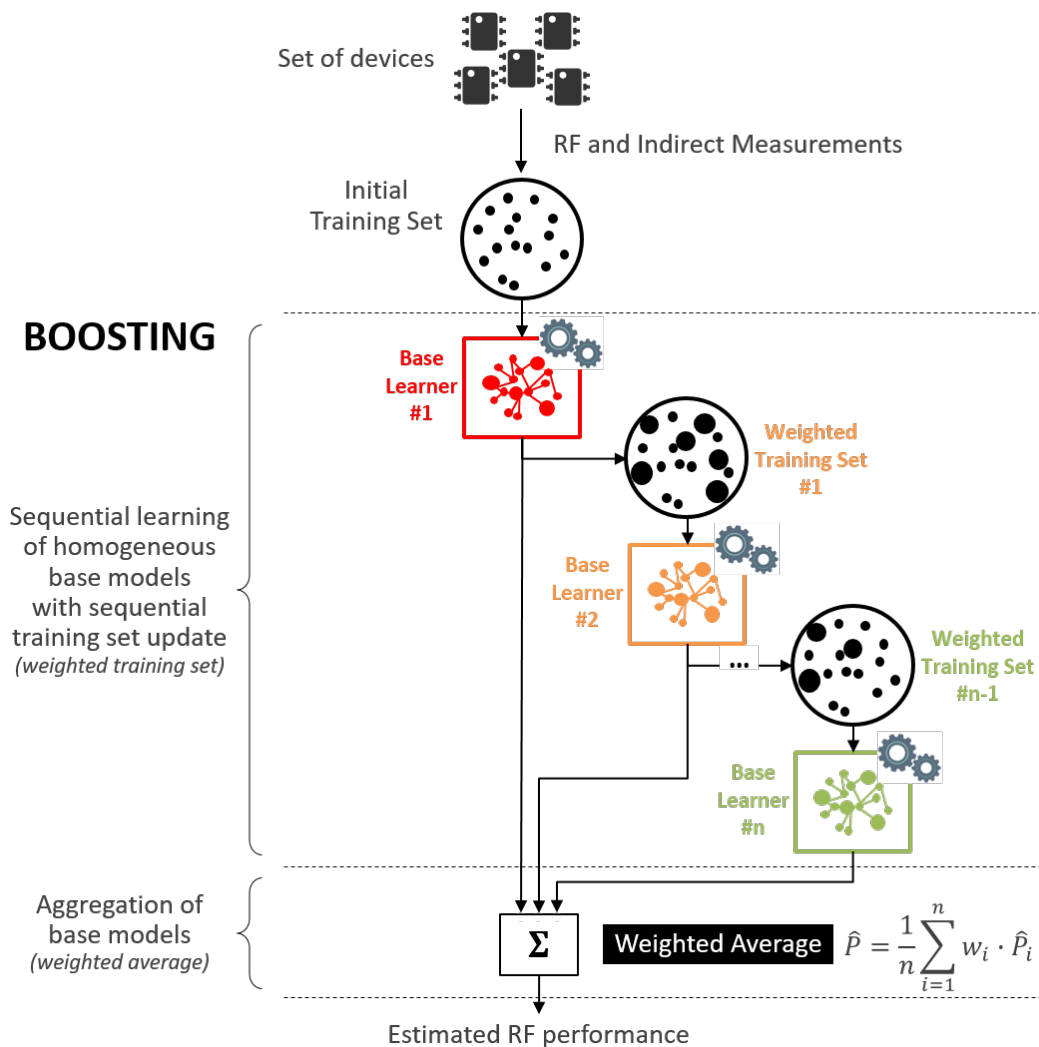 Set of devices
RF and Indirect Measurements
Initial
Training Set
BOOSTING
Base
Learner
#1
Weighted
Training Set
#1
Sequential learning
of homogeneous
base models
with sequential
training set update
(weighted training set)
Base
Learner
#2
...
Weighted
Training Set
#n-1
Base
Learner
#n
Aggregation of
base models
(weighted average)
Σ
Weighted Average
P̂ = 1/n ∑_{i=1}^{n} w_i · P̂_i
Estimated RF performance